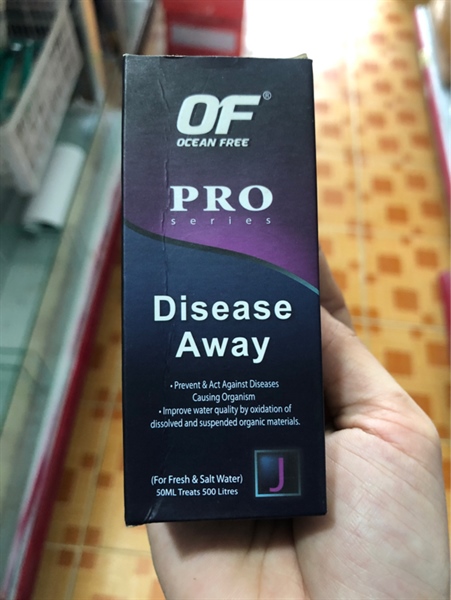 OF®
OCEAN FREE
PRO
series
Disease
Away
• Prevent & Act Against Diseases
Causing Organism
• Improve water quality by oxidation of
dissolved and suspended organic materials.
(For Fresh & Salt Water)
50ML Treats 500 Litres
J